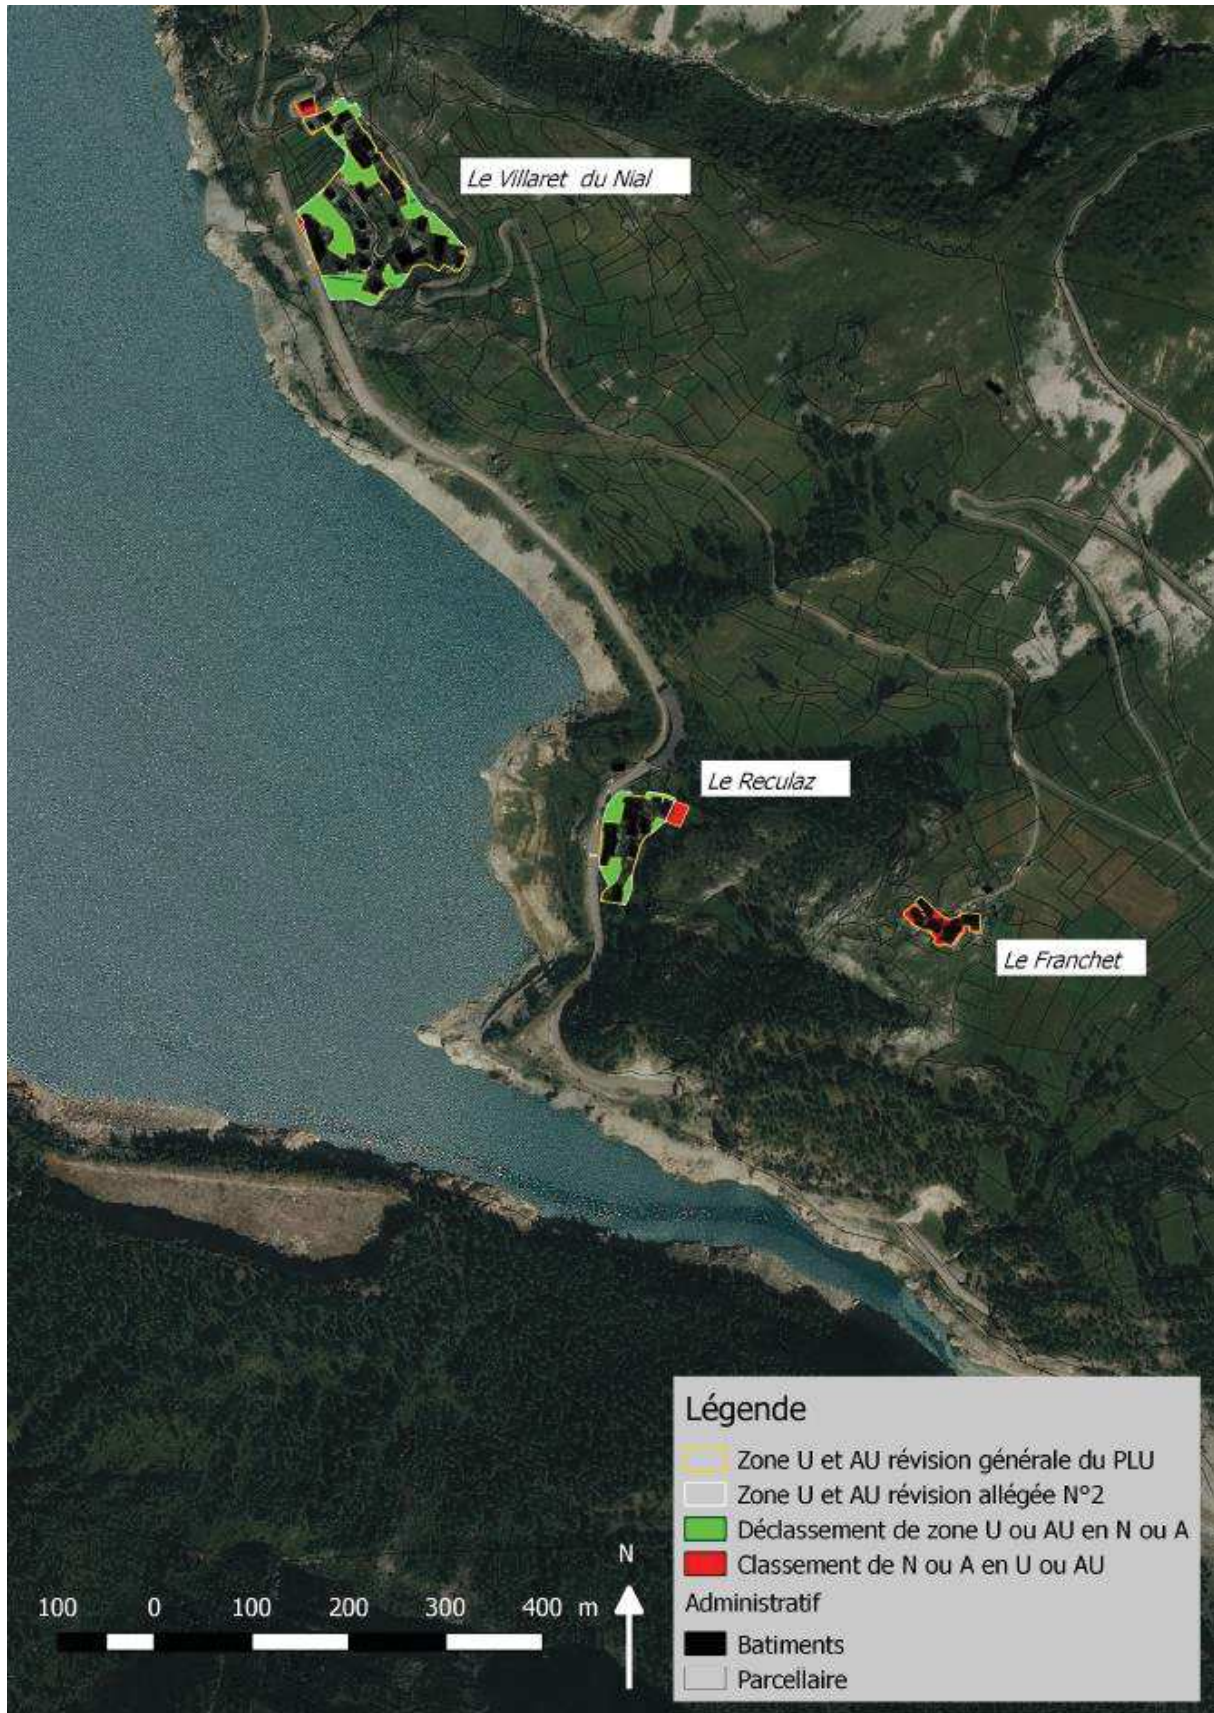 Le Villaret du Nial
Le Reculaz
Le Franchet
Légende
Zone U et AU révision générale du PLU
Zone U et AU révision allégée N°2
Déclassement de zone U ou AU en N ou A
Classement de N ou A en U ou AU
Administratif
Batiments
Parcellaire
N
100 0 100 200 300 400 m